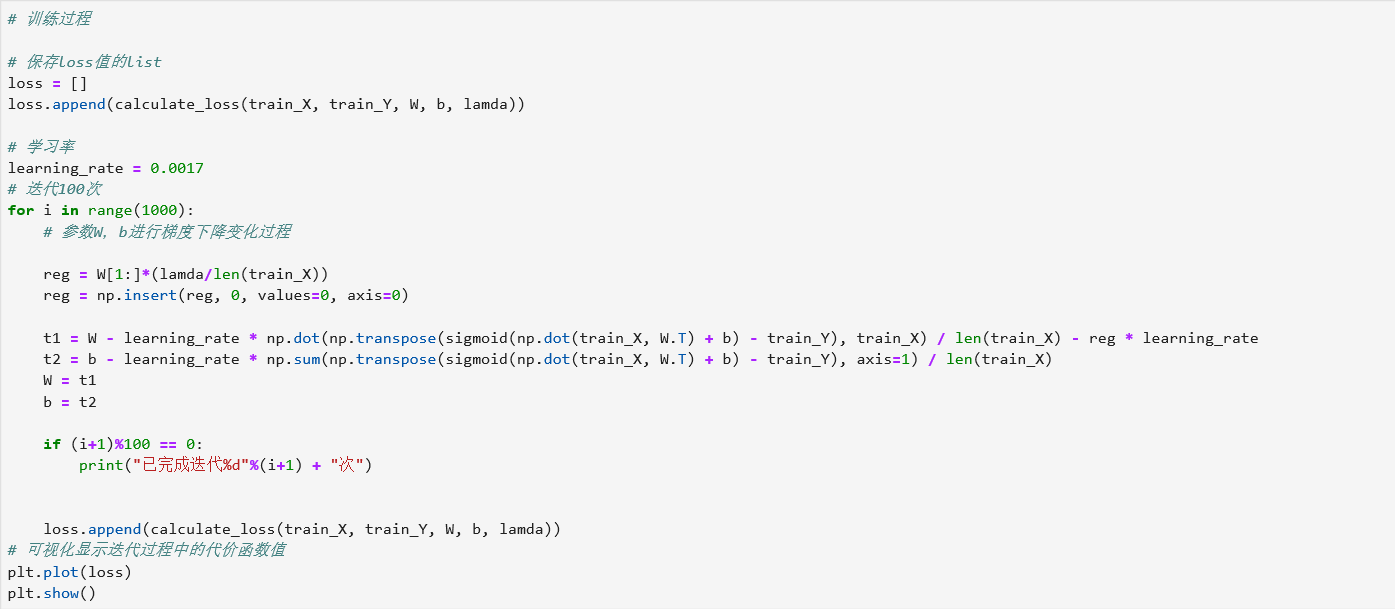 # 训练过程
# 保存loss值的list
loss = []
loss.append(calculate_loss(train_X, train_Y, W, b, lamda))
# 学习率
learning_rate = 0.0017
# 迭代100次
for i in range(1000):
    # 参数W，b进行梯度下降变化过程
    reg = W[1:]*(lamda/len(train_X))
    reg = np.insert(reg, 0, values=0, axis=0)
    t1 = W - learning_rate * np.dot(np.transpose(sigmoid(np.dot(train_X, W.T) + b) - train_Y), train_X) / len(train_X) - reg * learning_rate
    t2 = b - learning_rate * np.sum(np.transpose(sigmoid(np.dot(train_X, W.T) + b) - train_Y), axis=1) / len(train_X)
    W = t1
    b = t2
    if (i+1)%100 == 0:
        print("已完成迭代%d"%(i+1) + "次")
    loss.append(calculate_loss(train_X, train_Y, W, b, lamda))
# 可视化显示迭代过程中的代价函数值
plt.plot(loss)
plt.show()